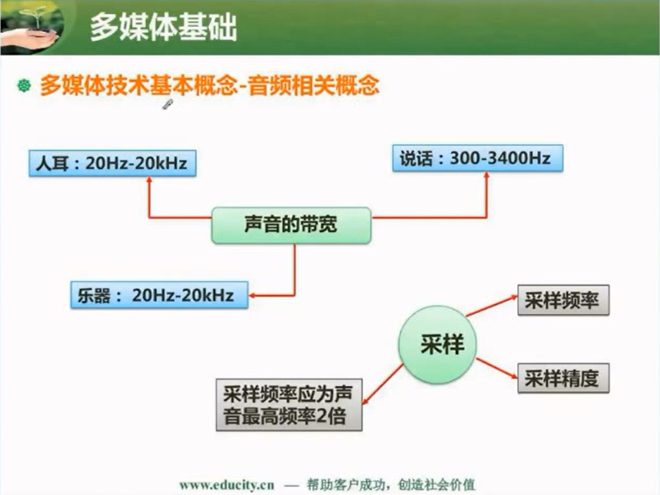 多媒体基础
多媒体技术基本概念-音频相关概念
人耳：20Hz-20kHz
说话：300-3400Hz
声音的带宽
乐器： 20Hz-20kHz
采样频率
采样
采样精度
采样频率应为声
音最高频率2倍
www.educity.cn — 帮助客户成功，创造社会价值